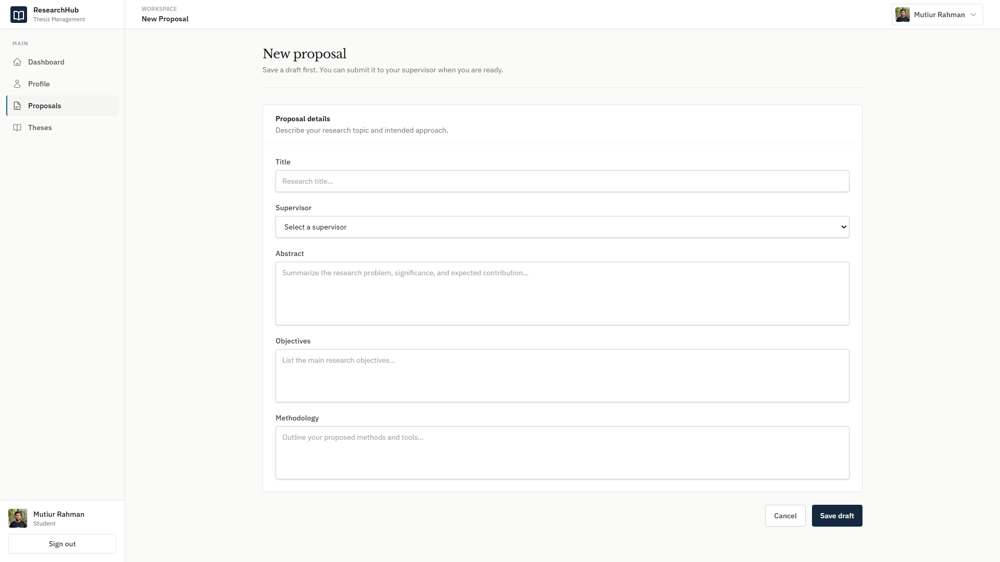 ResearchHub
Thesis Management
WORKSPACE
New Proposal
Mutiur Rahman
MAIN
Dashboard
Profile
Proposals
Theses
New proposal
Save a draft first. You can submit it to your supervisor when you are ready.
Proposal details
Describe your research topic and intended approach.
Title
Research title...
Supervisor
Select a supervisor
Abstract
Summarize the research problem, significance, and expected contribution...
Objectives
List the main research objectives...
Methodology
Outline your proposed methods and tools...
Cancel
Save draft
Mutiur Rahman
Student
Sign out